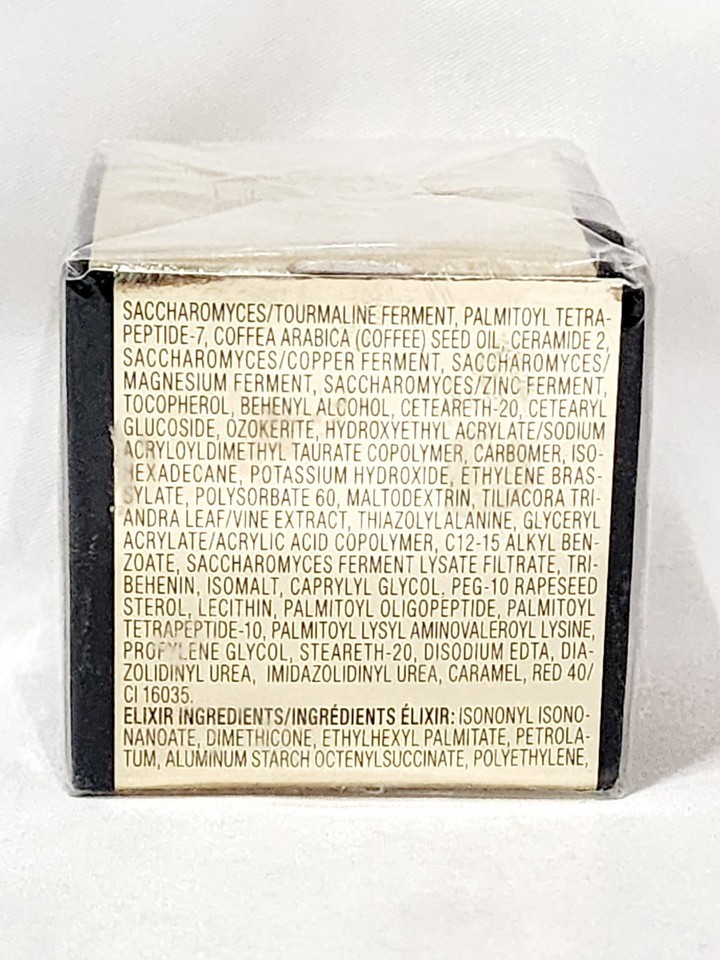 SACCHAROMYCES/TOURMALINE FERMENT, PALMITOYL TETRA-
PEPTIDE-7, COFFEA ARABICA (COFFEE) SEED OIL, CERAMIDE 2,
SACCHAROMYCES/COPPER FERMENT, SACCHAROMYCES/
MAGNESIUM FERMENT, SACCHAROMYCES/ZINC FERMENT,
TOCOPHEROL, BEHENYL ALCOHOL, CETEARETH-20, CETEARYL
GLUCOSIDE, OZOKERITE, HYDROXYETHYL ACRYLATE/SODIUM
ACRYLOYLDIMETHYL TAURATE COPOLYMER, CARBOMER, ISO-
HEXADECANE, POTASSIUM HYDROXIDE, ETHYLENE BRAS-
SYLATE, POLYSORBATE 60, MALTODEXTRIN, TILIACORA TRI-
ANDRA LEAF/VINE EXTRACT, THIAZOLYLALANINE, GLYCERYL
ACRYLATE/ACRYLIC ACID COPOLYMER, C12-15 ALKYL BEN-
ZOATE, SACCHAROMYCES FERMENT LYSATE FILTRATE, TRI-
BEHENIN, ISOMALT, CAPRYLYL GLYCOL, PEG-10 RAPESEED
STEROL, LECITHIN, PALMITOYL OLIGOPEPTIDE, PALMITOYL
TETRAPEPTIDE-10, PALMITOYL LYSYL AMINOVALEROYL LYSINE,
PROPYLENE GLYCOL, STEARETH-20, DISODIUM EDTA, DIA-
ZOLIDINYL UREA, IMIDAZOLIDINYL UREA, CARAMEL, RED 40/
CI 16035.
ELIXIR INGREDIENTS/INGRÉDIENTS ÉLIXIR: ISONONYL ISONO-
NANOATE, DIMETHICONE, ETHYLHEXYL PALMITATE, PETROLA-
TUM, ALUMINUM STARCH OCTENYLSUCCINATE, POLYETHYLENE,